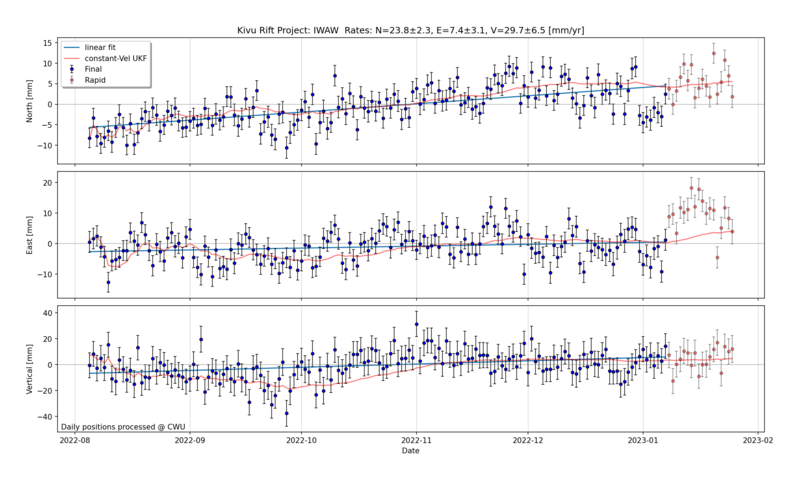 Kivu Rift Project: IWAW  Rates: N=23.8±2.3, E=7.4±3.1, V=29.7±6.5 [mm/yr]
linear fit
constant-Vel UKF
Final
Rapid
North [mm]
15
10
5
0
−5
−10
East [mm]
20
10
0
−10
Vertical [mm]
40
20
0
−20
−40
Daily positions processed @ CWU
2022-08
2022-09
2022-10
2022-11
2022-12
2023-01
2023-02
Date